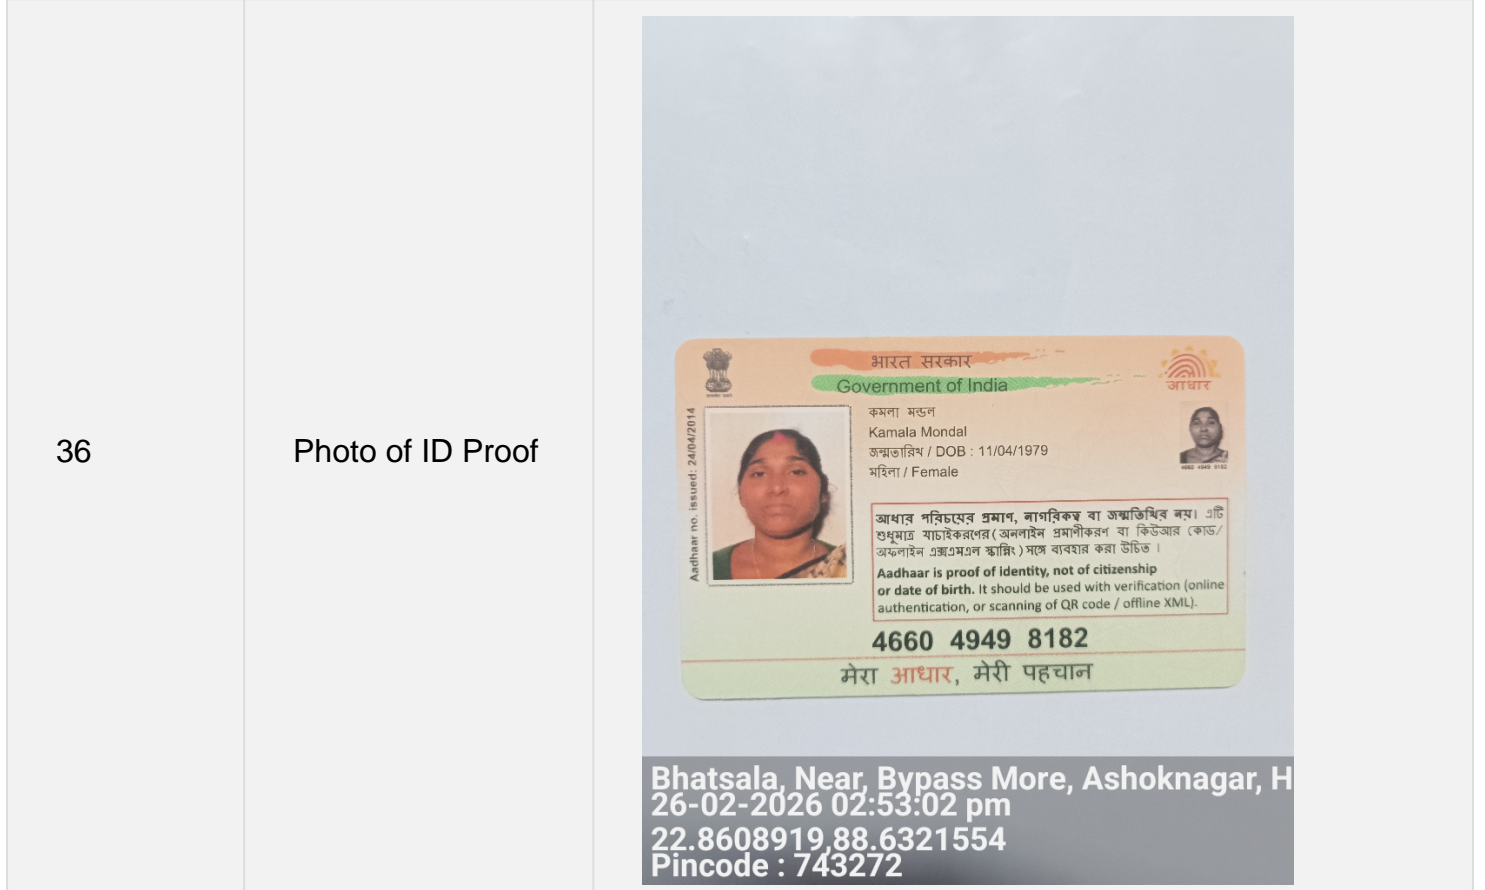 36
Photo of ID Proof
भारत सरकार
Government of India
आधार
Aadhaar no. issued: 24/04/2014
কমলা মন্ডল
Kamala Mondal
জন্মতারিখ / DOB : 11/04/1979
মহিলা / Female
4660 4949 8182
আধার পরিচয়ের প্রমাণ, নাগরিকত্ব বা জন্মতিথির নয়। এটি
শুধুমাত্র যাচাইকরণের(অনলাইন প্রমাণীকরণ বা কিউআর কোড/
অফলাইন এক্সএমএল স্ক্যানিং)সঙ্গে ব্যবহার করা উচিত ।
Aadhaar is proof of identity, not of citizenship
or date of birth. It should be used with verification (online
authentication, or scanning of QR code / offline XML).
4660 4949 8182
मेरा आधार, मेरी पहचान
Bhatsala, Near, Bypass More, Ashoknagar, H
26-02-2026 02:53:02 pm
22.8608919,88.6321554
Pincode : 743272